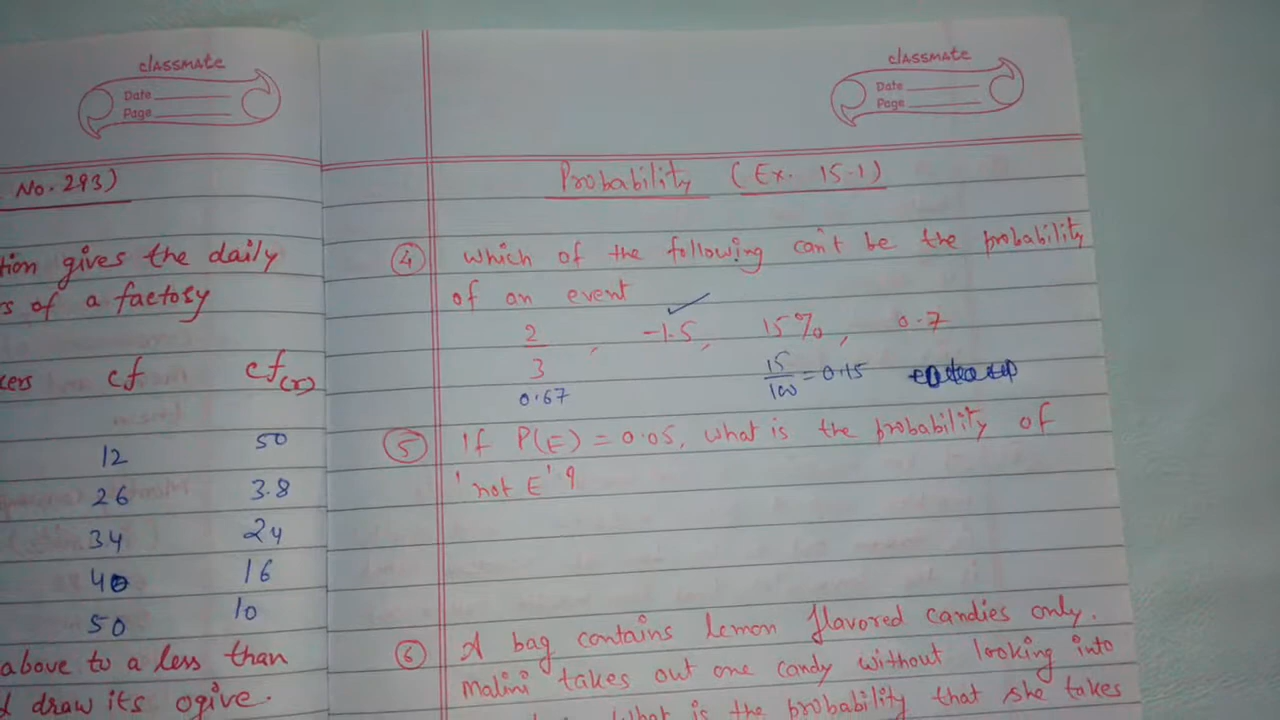 classmate
Date
Page
No. 293)
tion gives the daily
rs of a factory
cf cf(r)
12 50
26 3.8
34 24
40 16
50 10
above to a less than
draw its ogive.
classmate
Date
Page
Probability (Ex. 15.1)
④ which of the following can't be the probability
of an event
2/3, -1.5, 15%, 0.7
0.67 15/100 = 0.15
⑤ If P(E) = 0.05, what is the probability of
'not E' ?
⑥ A bag contains lemon flavored candies only.
Malini takes out one candy without looking into
What is the probability that she takes